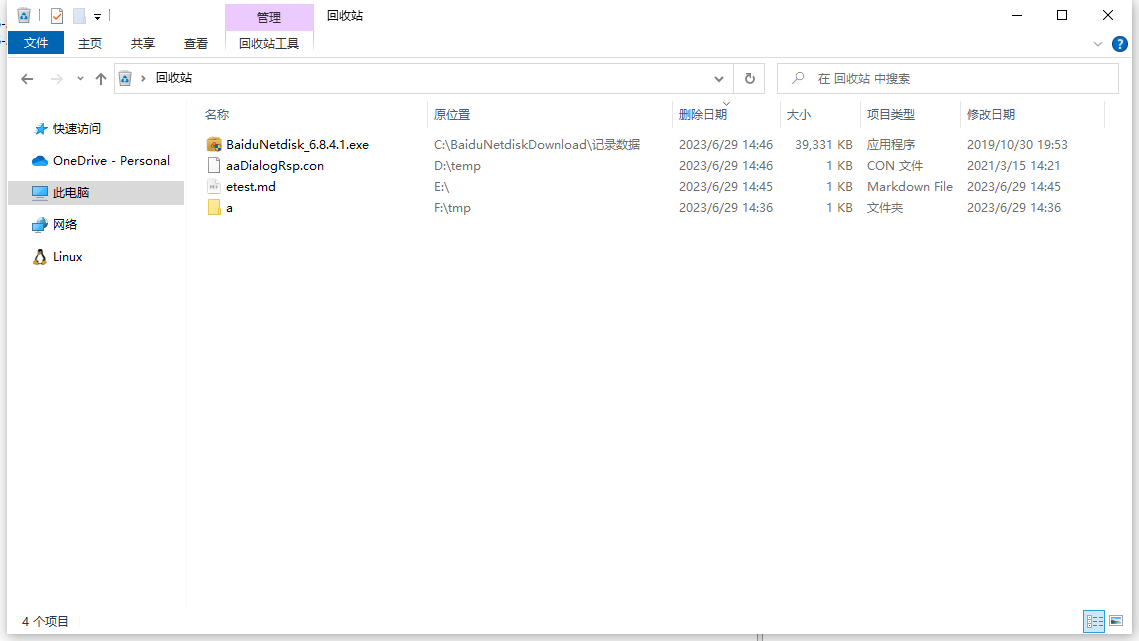 管理 回收站
文件 主页 共享 查看 回收站工具
回收站 在 回收站 中搜索
名称 原位置 删除日期 大小 项目类型 修改日期
快速访问
OneDrive - Personal
此电脑
网络
Linux
BaiduNetdisk_6.8.4.1.exe C:\BaiduNetdiskDownload\记录数据 2023/6/29 14:46 39,331 KB 应用程序 2019/10/30 19:53
aaDialogRsp.con D:\temp 2023/6/29 14:46 1 KB CON 文件 2021/3/15 14:21
etest.md E:\ 2023/6/29 14:45 1 KB Markdown File 2023/6/29 14:45
a F:\tmp 2023/6/29 14:36 1 KB 文件夹 2023/6/29 14:36
4 个项目